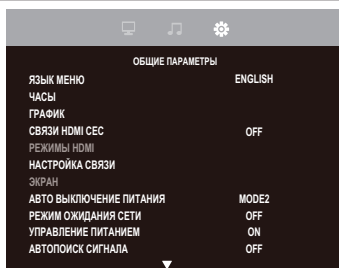 ОБЩИЕ ПАРАМЕТРЫ
ЯЗЫК МЕНЮ ENGLISH
ЧАСЫ
ГРАФИК
СВЯЗИ HDMI CEC OFF
РЕЖИМЫ HDMI
НАСТРОЙКА СВЯЗИ
ЭКРАН
АВТО ВЫКЛЮЧЕНИЕ ПИТАНИЯ MODE2
РЕЖИМ ОЖИДАНИЯ СЕТИ OFF
УПРАВЛЕНИЕ ПИТАНИЕМ ON
АВТОПОИСК СИГНАЛА OFF